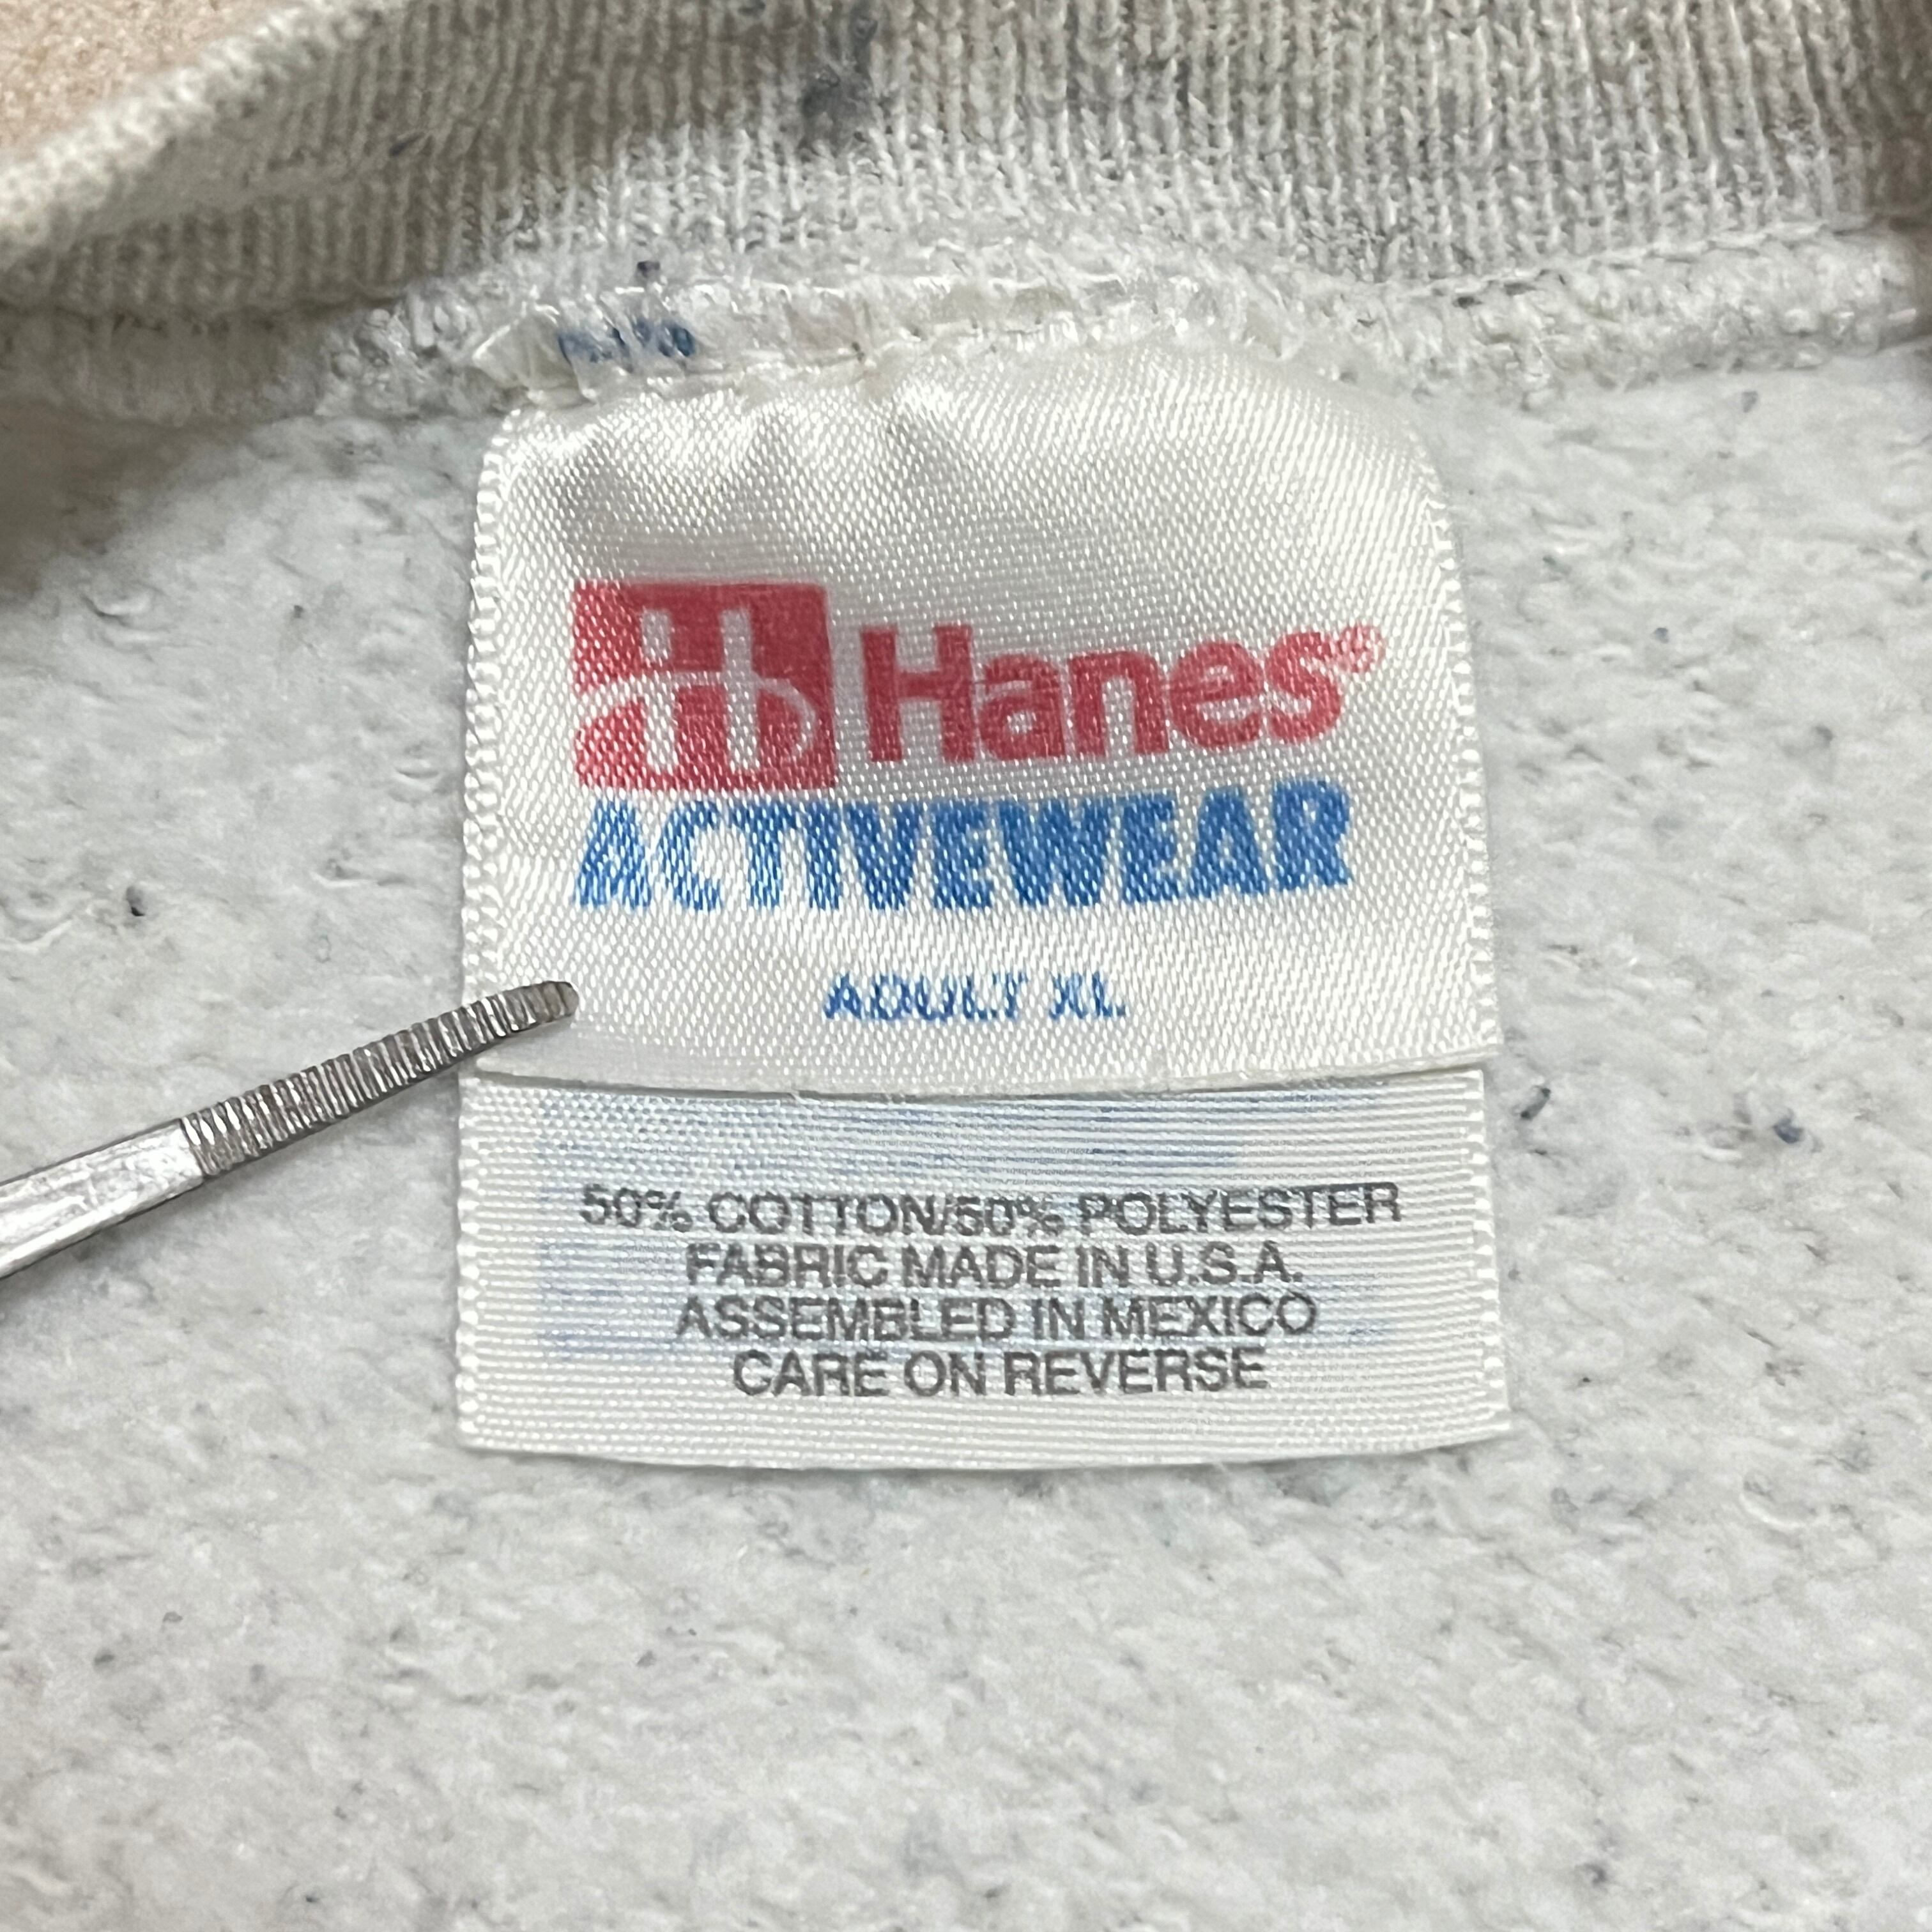 Hanes®
ACTIVEWEAR
ADULT XL
50% COTTON/50% POLYESTER
FABRIC MADE IN U.S.A.
ASSEMBLED IN MEXICO
CARE ON REVERSE